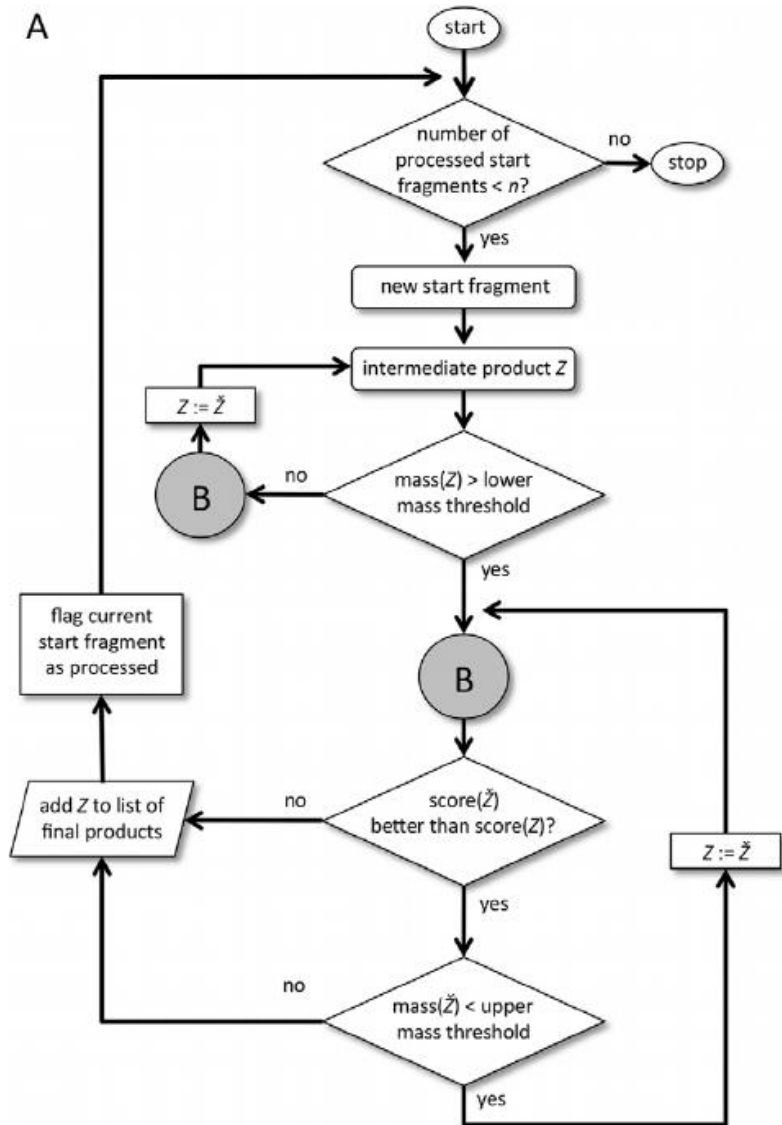 A
start
number of
processed start
fragments < n?
no
stop
yes
new start fragment
intermediate product Z
Z := Ž
mass(Z) > lower
mass threshold
no
B
yes
flag current
start fragment
as processed
B
add Z to list of
final products
no
score(Ž)
better than score(Z)?
Z := Ž
yes
no
mass(Ž) < upper
mass threshold
yes